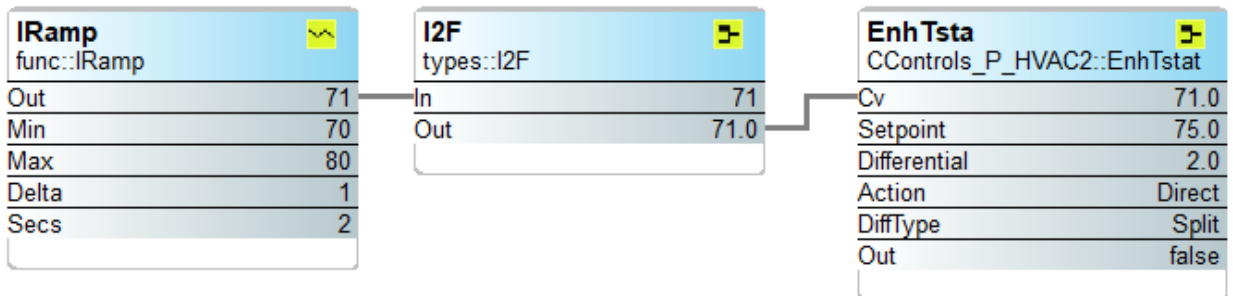 IRamp
func::IRamp
Out 71
Min 70
Max 80
Delta 1
Secs 2
I2F
types::I2F
In 71
Out 71.0
EnhTsta
CControls_P_HVAC2::EnhTstat
Cv 71.0
Setpoint 75.0
Differential 2.0
Action Direct
DiffType Split
Out false